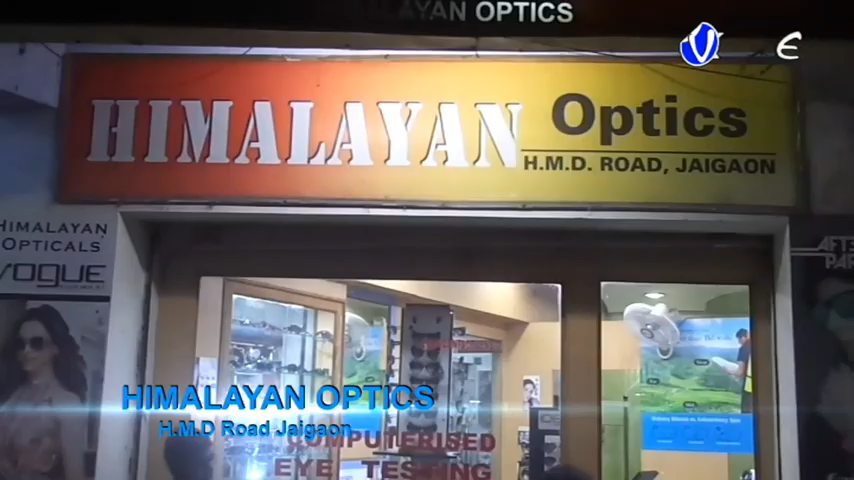 HIMALAYAN OPTICS
HIMALAYAN Optics
H.M.D. ROAD, JAIGAON
HIMALAYAN
OPTICALS
VOGUE
HIMALAYAN OPTICS
H.M.D Road Jaigaon
COMPUTERISED
EYE TESTING